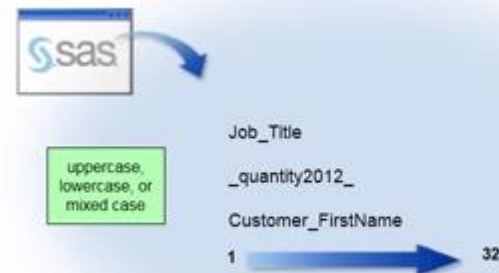 sas
uppercase,
lowercase, or
mixed case
Job_Title
_quantity2012_
Customer_FirstName
1 32